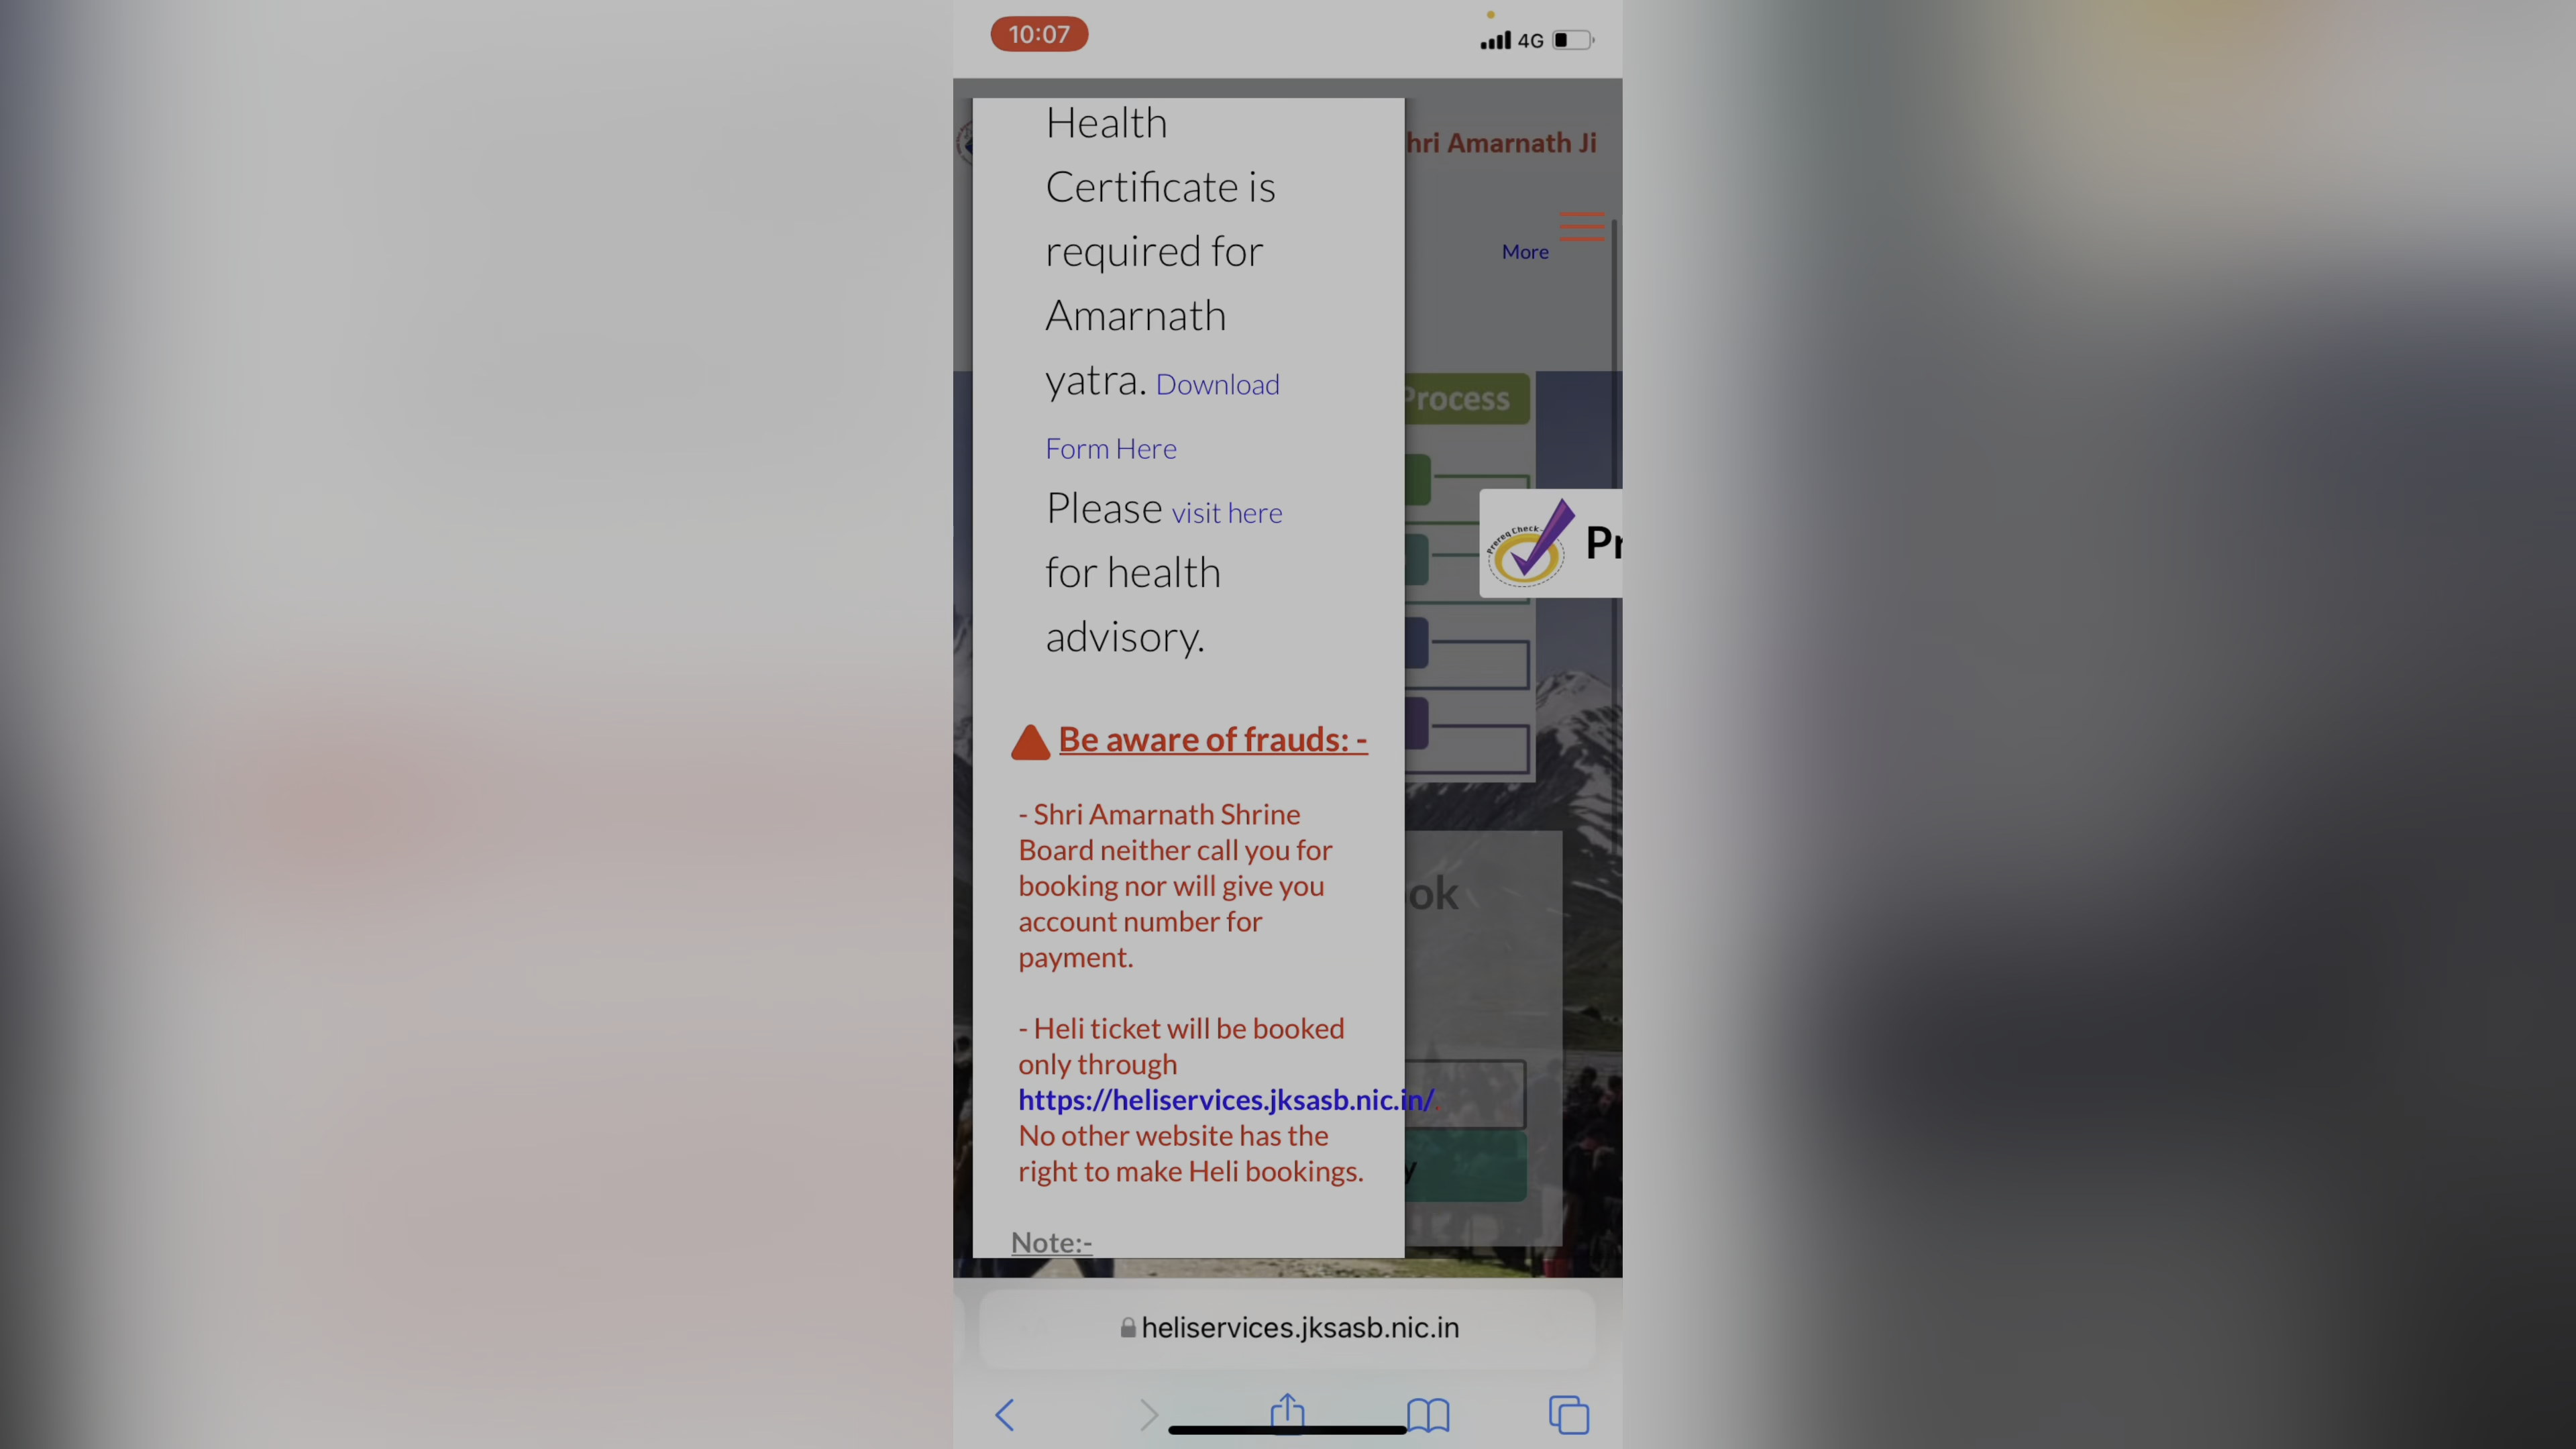 10:07
4G
Health
Certificate is
required for
Amarnath
yatra. Download
Form Here
Please visit here
for health
advisory.
Be aware of frauds: -
- Shri Amarnath Shrine
Board neither call you for
booking nor will give you
account number for
payment.
- Heli ticket will be booked
only through
https://heliservices.jksasb.nic.in/.
No other website has the
right to make Heli bookings.
Note:-
hri Amarnath Ji
More
Process
Prereq Check
Pr
ok
y
heliservices.jksasb.nic.in